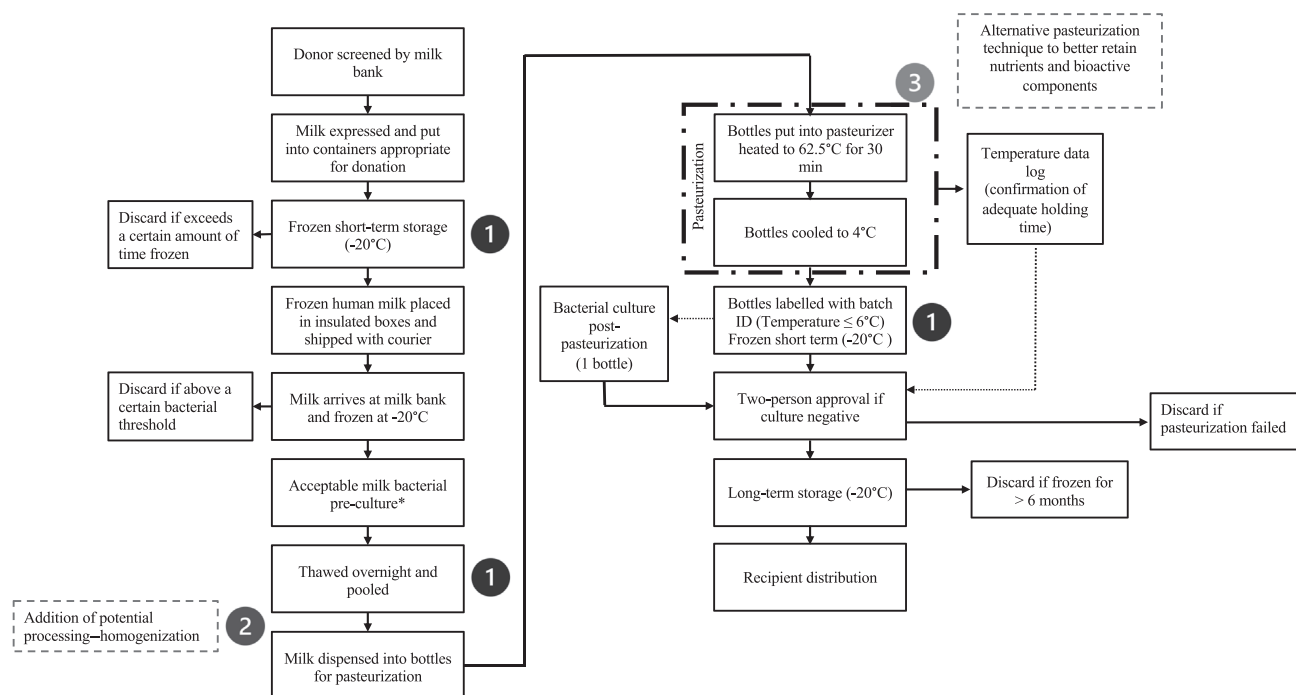 Donor screened by milk
bank
Milk expressed and put
into containers appropriate
for donation
Discard if exceeds
a certain amount of
time frozen
Frozen short-term storage
(-20°C)
1
Frozen human milk placed
in insulated boxes and
shipped with courier
Discard if above a
certain bacterial
threshold
Milk arrives at milk bank
and frozen at -20°C
Acceptable milk bacterial
pre-culture*
Thawed overnight and
pooled
1
Addition of potential
processing–homogenization
2
Milk dispensed into bottles
for pasteurization
Alternative pasteurization
technique to better retain
nutrients and bioactive
components
3
Pasteurization
Bottles put into pasteurizer
heated to 62.5°C for 30
min
Bottles cooled to 4°C
Temperature data
log
(confirmation of
adequate holding
time)
Bacterial culture
post-
pasteurization
(1 bottle)
Bottles labelled with batch
ID (Temperature ≤ 6°C)
Frozen short term (-20°C )
1
Two-person approval if
culture negative
Discard if
pasteurization failed
Long-term storage (-20°C)
Discard if frozen for
> 6 months
Recipient distribution